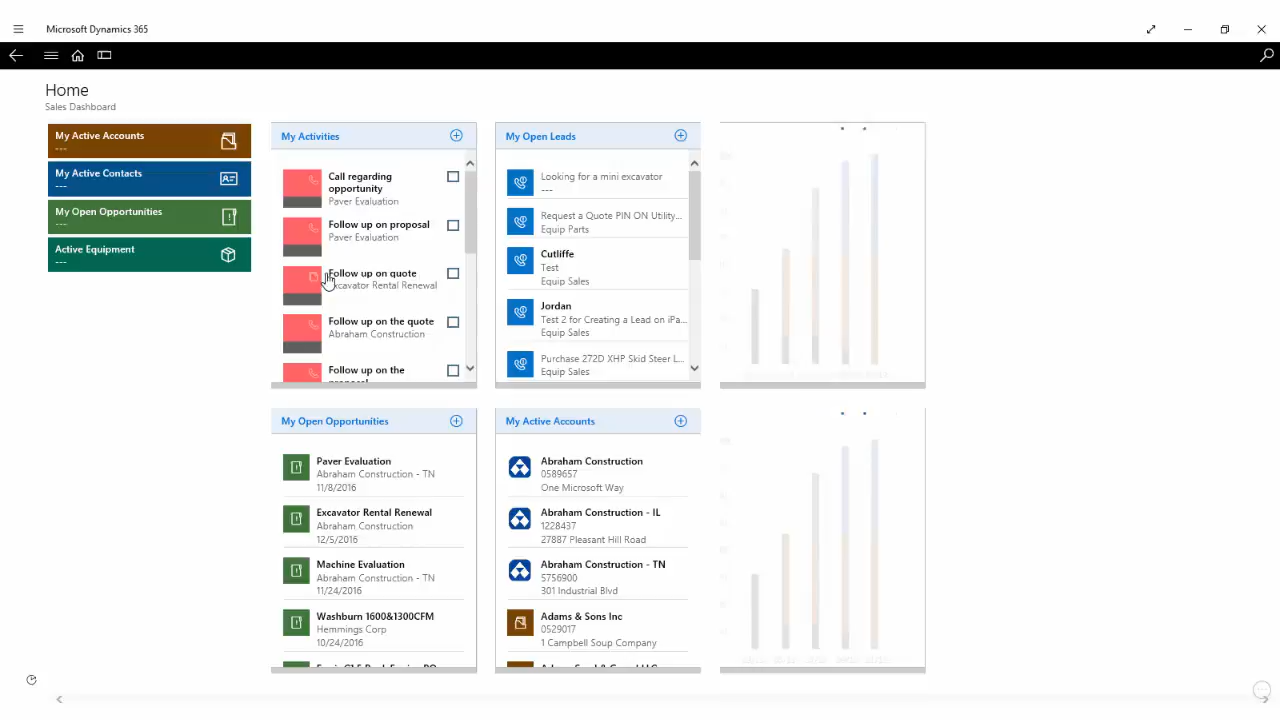 Microsoft Dynamics 365
Home
Sales Dashboard
My Active Accounts
---
My Active Contacts
---
My Open Opportunities
---
Active Equipment
---
My Activities
Call regarding
opportunity
Paver Evaluation
Follow up on proposal
Paver Evaluation
Follow up on quote
Excavator Rental Renewal
Follow up on the quote
Abraham Construction
Follow up on the
proposal
My Open Leads
Looking for a mini excavator
---
Request a Quote PIN ON Utility...
Equip Parts
Cutliffe
Test
Equip Sales
Jordan
Test 2 for Creating a Lead on iPa...
Equip Sales
Purchase 272D XHP Skid Steer L...
Equip Sales
My Open Opportunities
Paver Evaluation
Abraham Construction - TN
11/8/2016
Excavator Rental Renewal
Abraham Construction
12/5/2016
Machine Evaluation
Abraham Construction - TN
11/24/2016
Washburn 1600&1300CFM
Hemmings Corp
10/24/2016
My Active Accounts
Abraham Construction
0589657
One Microsoft Way
Abraham Construction - IL
1228437
27887 Pleasant Hill Road
Abraham Construction - TN
5756900
301 Industrial Blvd
Adams & Sons Inc
0529017
1 Campbell Soup Company